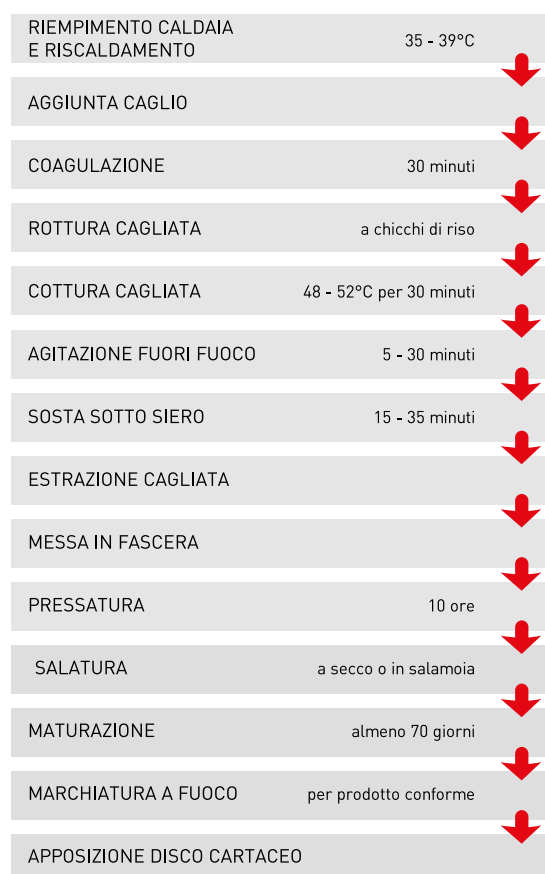 RIEMPIMENTO CALDAIA
E RISCALDAMENTO
35 - 39°C
AGGIUNTA CAGLIO
COAGULAZIONE
30 minuti
ROTTURA CAGLIATA
a chicchi di riso
COTTURA CAGLIATA
48 - 52°C per 30 minuti
AGITAZIONE FUORI FUOCO
5 - 30 minuti
SOSTA SOTTO SIERO
15 - 35 minuti
ESTRAZIONE CAGLIATA
MESSA IN FASCERA
PRESSATURA
10 ore
SALATURA
a secco o in salamoia
MATURAZIONE
almeno 70 giorni
MARCHIATURA A FUOCO
per prodotto conforme
APPOSIZIONE DISCO CARTACEO